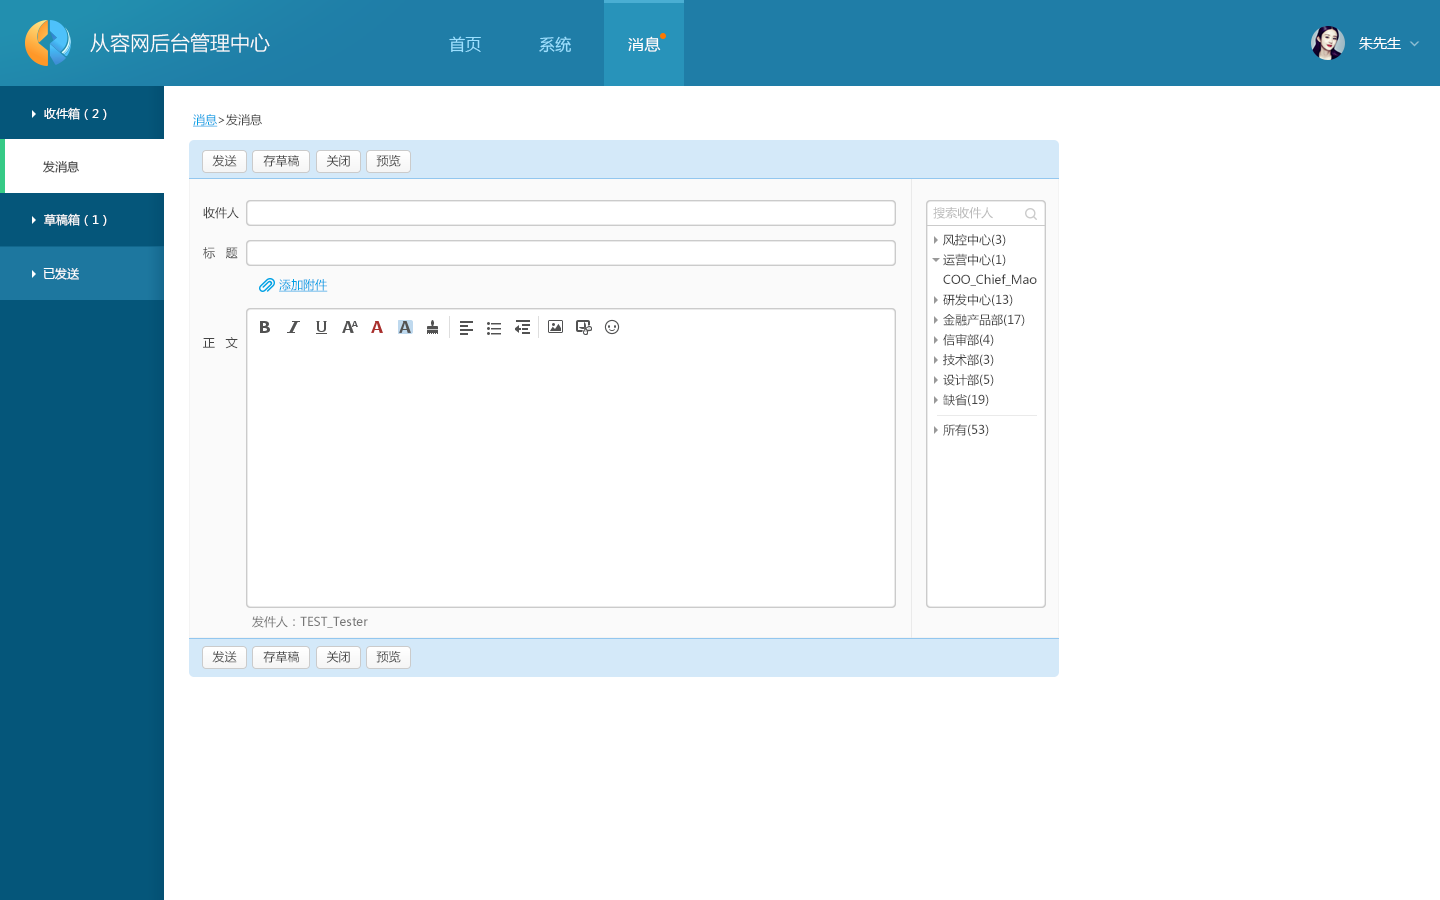 从容网后台管理中心
首页 系统 消息
朱先生
收件箱（2）
发消息
草稿箱（1）
已发送
消息>发消息
发送 存草稿 关闭 预览
收件人
标 题
添加附件
正 文
B I U AA A A
发件人：TEST_Tester
发送 存草稿 关闭 预览
搜索收件人
风控中心(3)
运营中心(1)
COO_Chief_Mao
研发中心(13)
金融产品部(17)
信审部(4)
技术部(3)
设计部(5)
缺省(19)
所有(53)